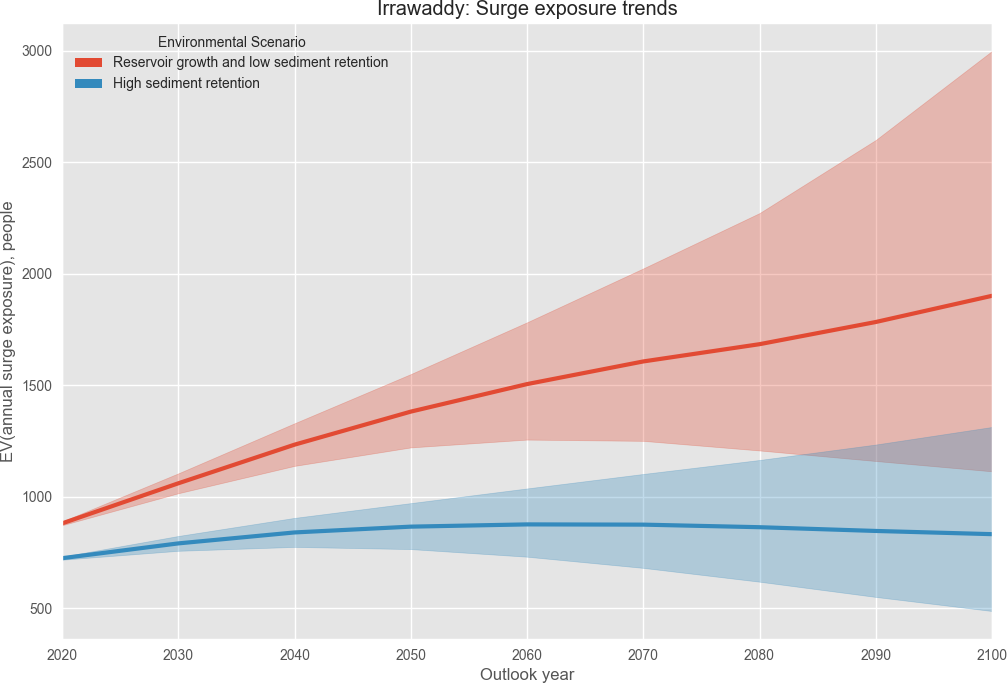 Irrawaddy: Surge exposure trends
Environmental Scenario
Reservoir growth and low sediment retention
High sediment retention
EV(annual surge exposure), people
3000
2500
2000
1500
1000
500
2020 2030 2040 2050 2060 2070 2080 2090 2100
Outlook year